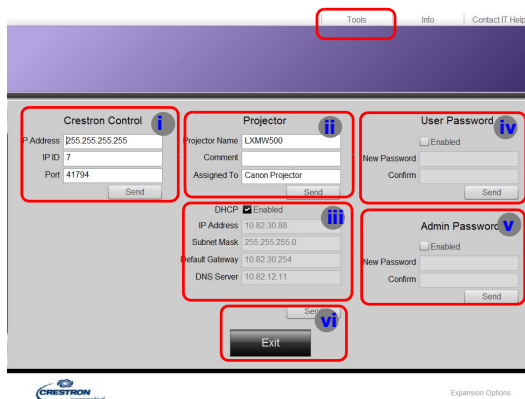 Tools Info Contact IT Help
Crestron Control i
IP Address 255.255.255.255
IP ID 7
Port 41794
Send
Projector ii
Projector Name LXMW500
Comment
Assigned To Canon Projector
Send
DHCP Enabled iii
IP Address 10.82.30.88
Subnet Mask 255.255.255.0
Default Gateway 10.82.30.254
DNS Server 10.82.12.11
Send
User Password iv
Enabled
New Password
Confirm
Send
Admin Password v
Enabled
New Password
Confirm
Send
vi
Exit
CRESTRON
Expansion Options